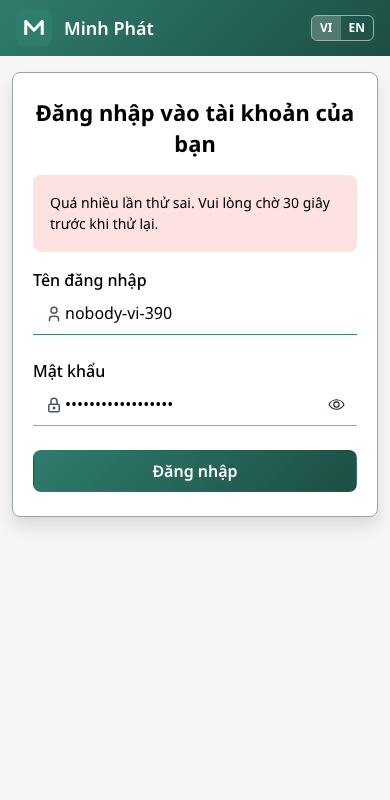 Minh Phát
VI EN
Đăng nhập vào tài khoản của
bạn
Quá nhiều lần thử sai. Vui lòng chờ 30 giây
trước khi thử lại.
Tên đăng nhập
nobody-vi-390
Mật khẩu
••••••••••••••••••
Đăng nhập